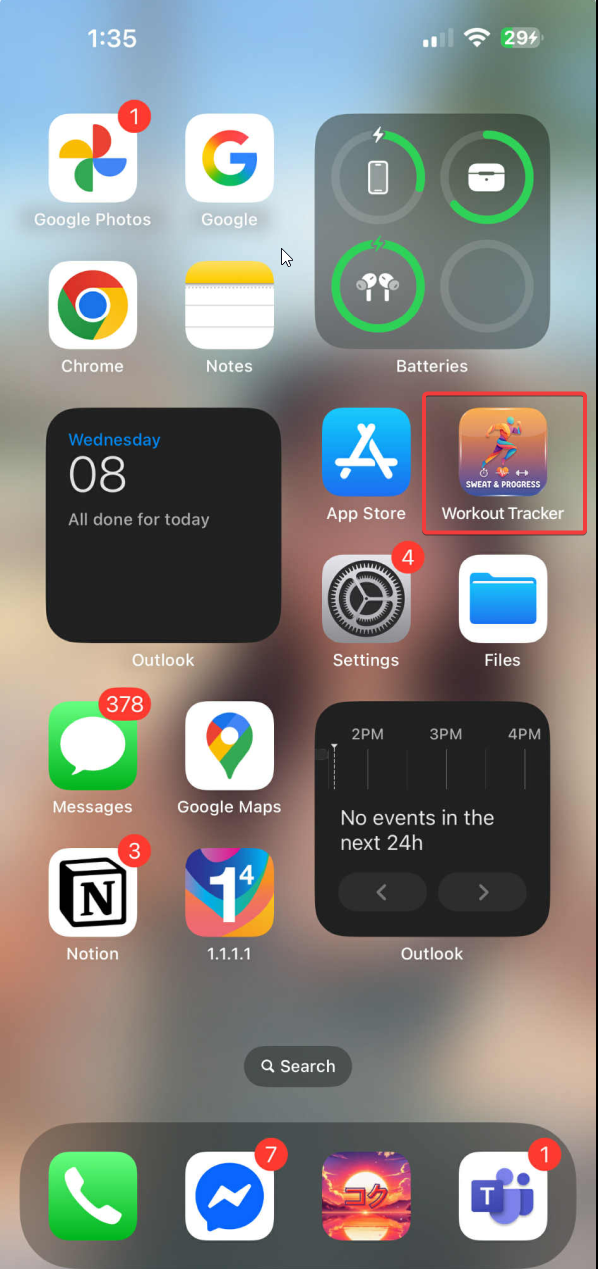 1:35
29
1
Google Photos
Google
Chrome
Notes
Batteries
Wednesday
08
All done for today
Outlook
App Store
SWEAT & PROGRESS
Workout Tracker
4
Settings
Files
378
Messages
Google Maps
2PM 3PM 4PM
No events in the
next 24h
3
N
Notion
1⁴
1.1.1.1
Outlook
Search
7
コク
1
T